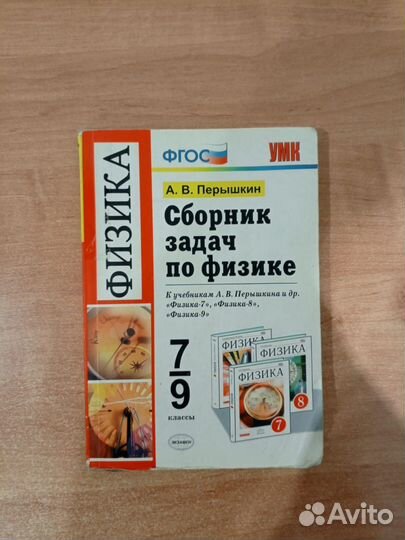 ФГОС
УМК
ФИЗИКА
А. В. Перышкин
Сборник
задач
по физике
К учебникам А. В. Перышкина и др.
«Физика-7», «Физика-8»,
«Физика-9»
7
9
классы
ФИЗИКА
ФИЗИКА
8
ФИЗИКА
7
ЭКЗАМЕН
Avito